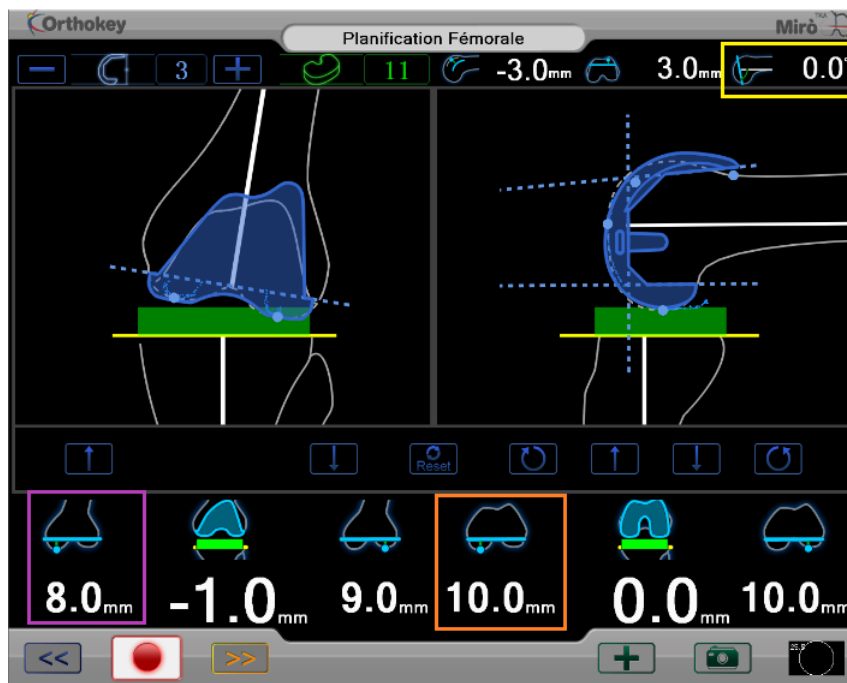 Orthokey
Planification Fémorale
Mirò TKA
3
11
-3.0mm
3.0mm
0.0°
Reset
8.0mm
-1.0mm
9.0mm
10.0mm
0.0mm
10.0mm
<< >>